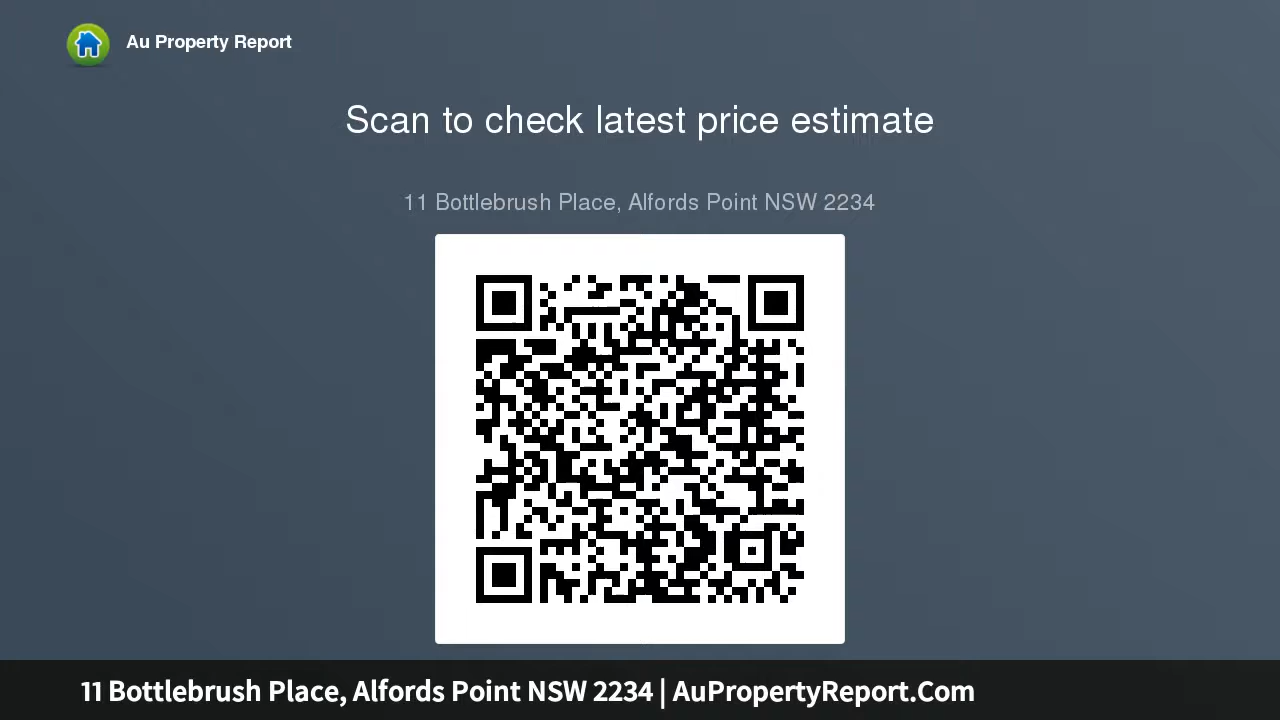 Au Property Report
Scan to check latest price estimate
11 Bottlebrush Place, Alfords Point NSW 2234
11 Bottlebrush Place, Alfords Point NSW 2234 | AuPropertyReport.Com